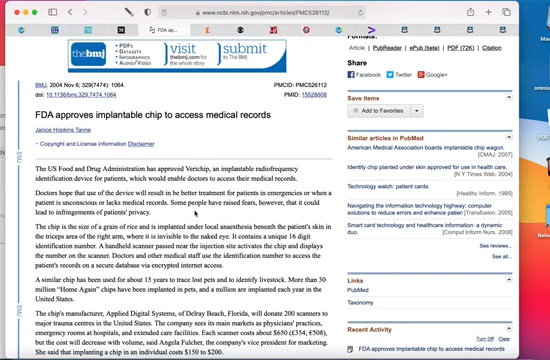 www.ncbi.nlm.nih.gov/pmc/articles/PMC526112/
FDA ap...
thebmj
• PDFs
• DATASETS
• INFOGRAPHICS
• AUDIO/VIDEO
visit
for the whole story
submit
to The BMJ
Formats:
Article | PubReader | ePub (beta) | PDF (72K) | Citation
Share
Facebook Twitter Google+
Save items
Add to Favorites
Similar articles in PubMed
American Medical Association boards implantable chip wagon.
[CMAJ. 2007]
Identity chip planted under skin approved for use in health care.
[N Y Times Web. 2004]
Technology watch: patient cards.
[Healthc Inform. 1995]
Navigating the information technology highway: computer
solutions to reduce errors and enhance patient
[Transfusion. 2005]
Smart card technology and healthcare information: a dynamic
duo.
[Comput Inform Nurs. 2008]
See reviews...
See all...
Links
PubMed
Taxonomy
Recent Activity
Turn Off Clear
FDA approves implantable chip to access medical records
BMJ. 2004 Nov 6; 329(7474): 1064.
PMCID: PMC526112
doi: 10.1136/bmj.329.7474.1064
PMID: 15528608
FDA approves implantable chip to access medical records
Janice Hopkins Tanne
Copyright and License information Disclaimer
The US Food and Drug Administration has approved Verichip, an implantable radiofrequency
identification device for patients, which would enable doctors to access their medical records.
Doctors hope that use of the device will result in be better treatment for patients in emergencies or when a
patient is unconscious or lacks medical records. Some people have raised fears, however, that it could
lead to infringements of patients' privacy.
The chip is the size of a grain of rice and is implanted under local anaesthesia beneath the patient's skin in
the triceps area of the right arm, where it is invisible to the naked eye. It contains a unique 16 digit
identification number. A handheld scanner passed near the injection site activates the chip and displays
the number on the scanner. Doctors and other medical staff use the identification number to access the
patient's records on a secure database via encrypted internet access.
A similar chip has been used for about 15 years to trace lost pets and to identify livestock. More than 30
million "Home Again" chips have been implanted in pets, and a million are implanted each year in the
United States.
The chip's manufacturer, Applied Digital Systems, of Delray Beach, Florida, will donate 200 scanners to
major trauma centres in the United States. The company sees its main markets as physicians' practices,
emergency rooms at hospitals, and extended care facilities. Each scanner costs about $650 (£354; €508),
but the cost will decrease with volume, said Angela Fulcher, the company's vice president for marketing.
She said that implanting a chip in an individual costs $150 to $200.
BMJ
BMJ